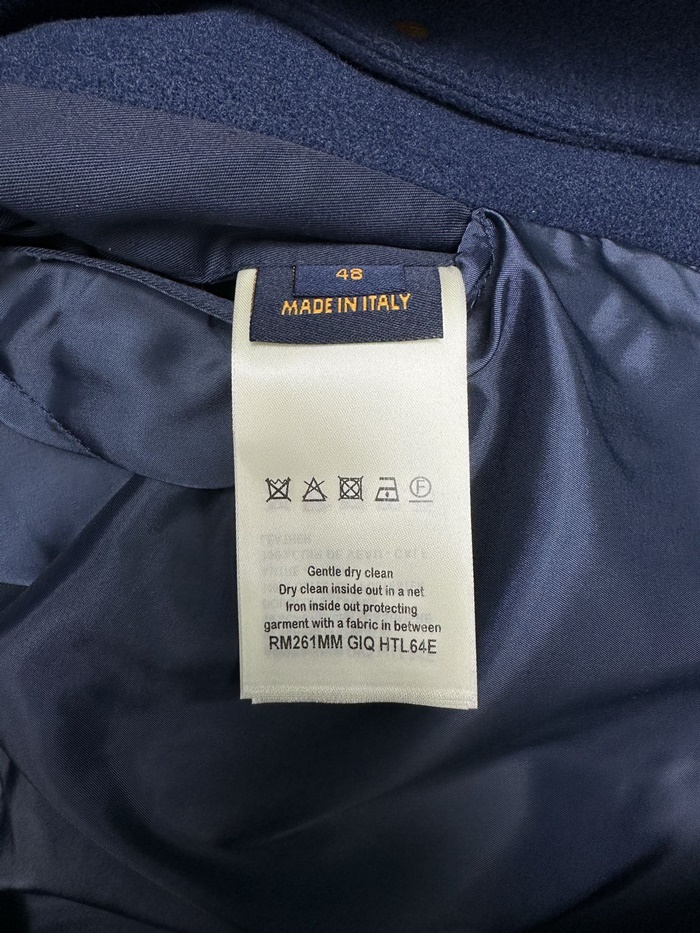 48
MADE IN ITALY
F
LEATHER
Gentle dry clean
Dry clean inside out in a net
Iron inside out protecting
garment with a fabric in between
RM261MM GIQ HTL64E